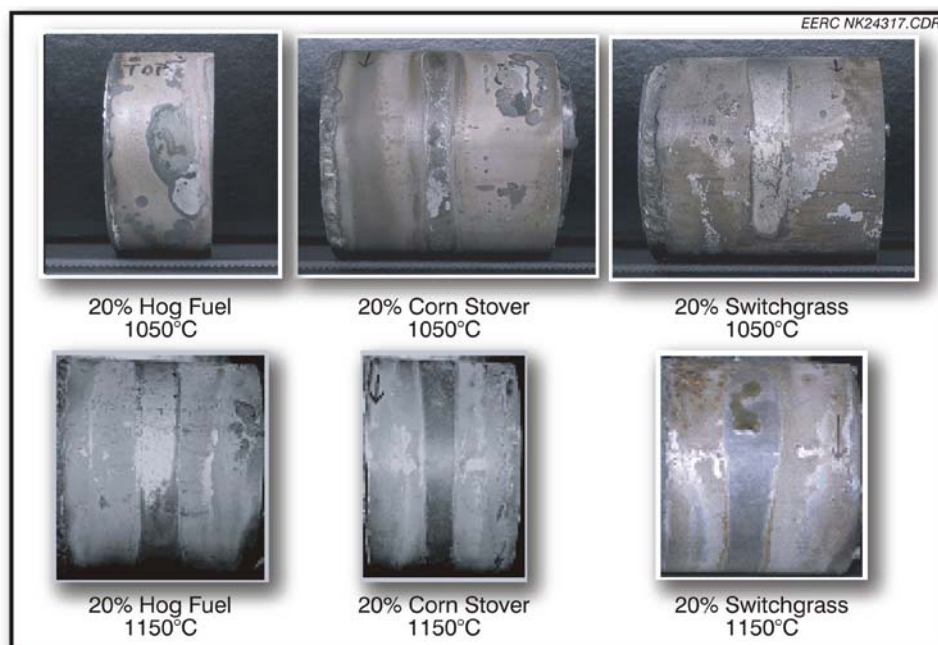 EERC NK24317.CDR
TOP
20% Hog Fuel
1050°C
20% Corn Stover
1050°C
20% Switchgrass
1050°C
20% Hog Fuel
1150°C
20% Corn Stover
1150°C
20% Switchgrass
1150°C